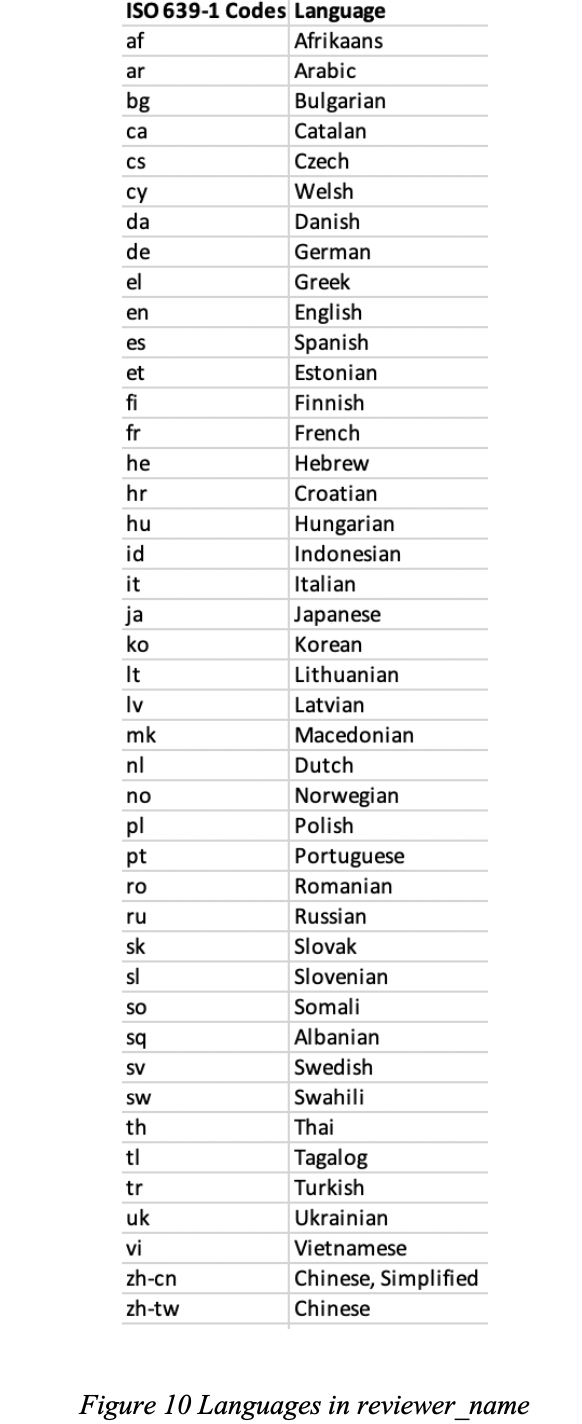 ISO 639-1 Codes Language
af Afrikaans
ar Arabic
bg Bulgarian
ca Catalan
cs Czech
cy Welsh
da Danish
de German
el Greek
en English
es Spanish
et Estonian
fi Finnish
fr French
he Hebrew
hr Croatian
hu Hungarian
id Indonesian
it Italian
ja Japanese
ko Korean
lt Lithuanian
lv Latvian
mk Macedonian
nl Dutch
no Norwegian
pl Polish
pt Portuguese
ro Romanian
ru Russian
sk Slovak
sl Slovenian
so Somali
sq Albanian
sv Swedish
sw Swahili
th Thai
tl Tagalog
tr Turkish
uk Ukrainian
vi Vietnamese
zh-cn Chinese, Simplified
zh-tw Chinese
Figure 10 Languages in reviewer_name